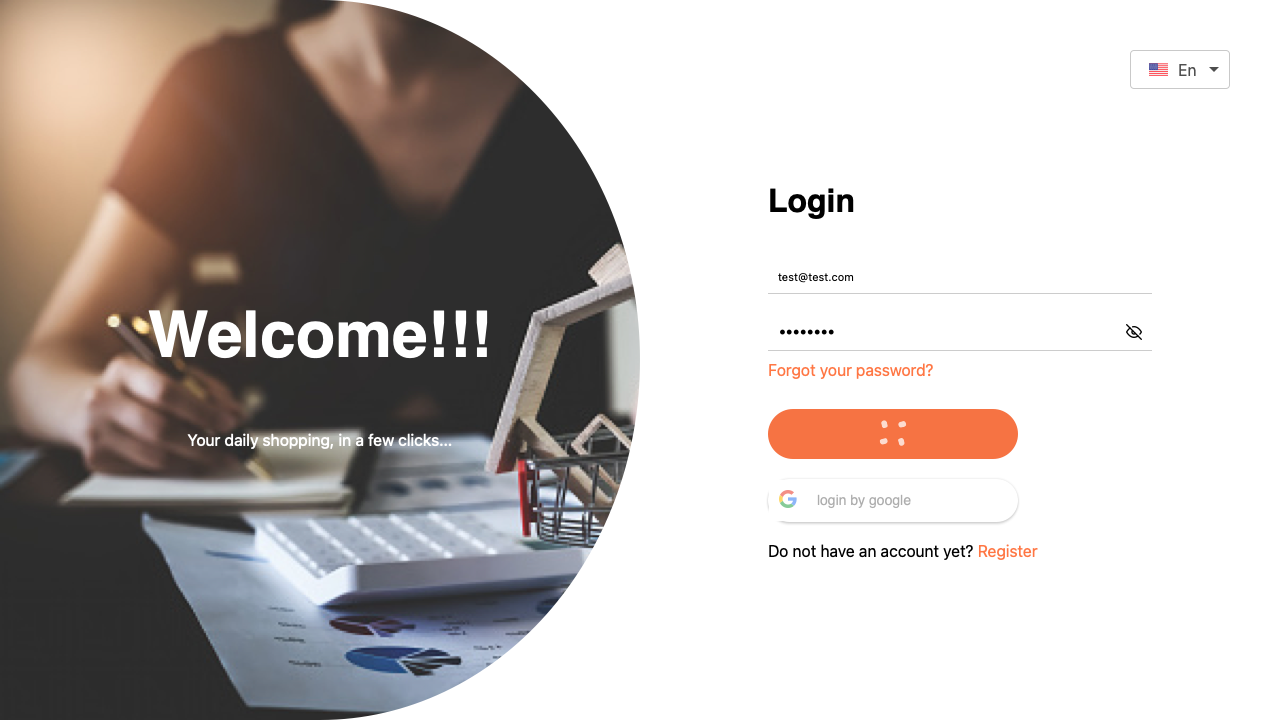 En
Login
test@test.com
••••••••
Welcome!!!
Forgot your password?
Your daily shopping, in a few clicks...
login by google
Do not have an account yet? Register